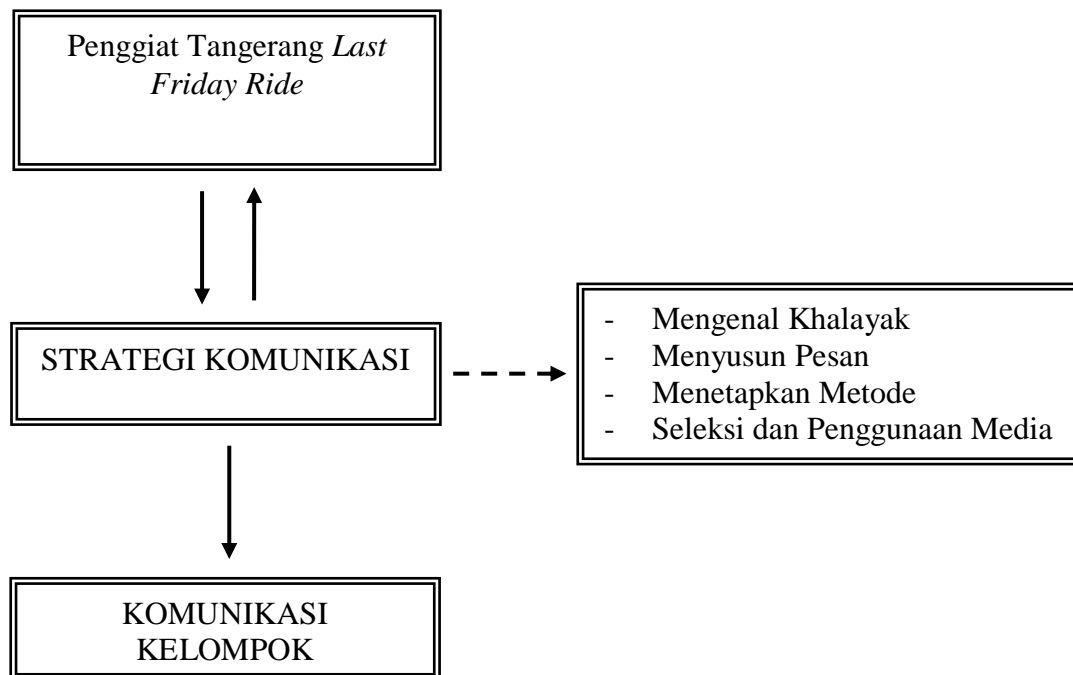 Penggiat Tangerang Last
Friday Ride
STRATEGI KOMUNIKASI
- Mengenal Khalayak
- Menyusun Pesan
- Menetapkan Metode
- Seleksi dan Penggunaan Media
KOMUNIKASI
KELOMPOK